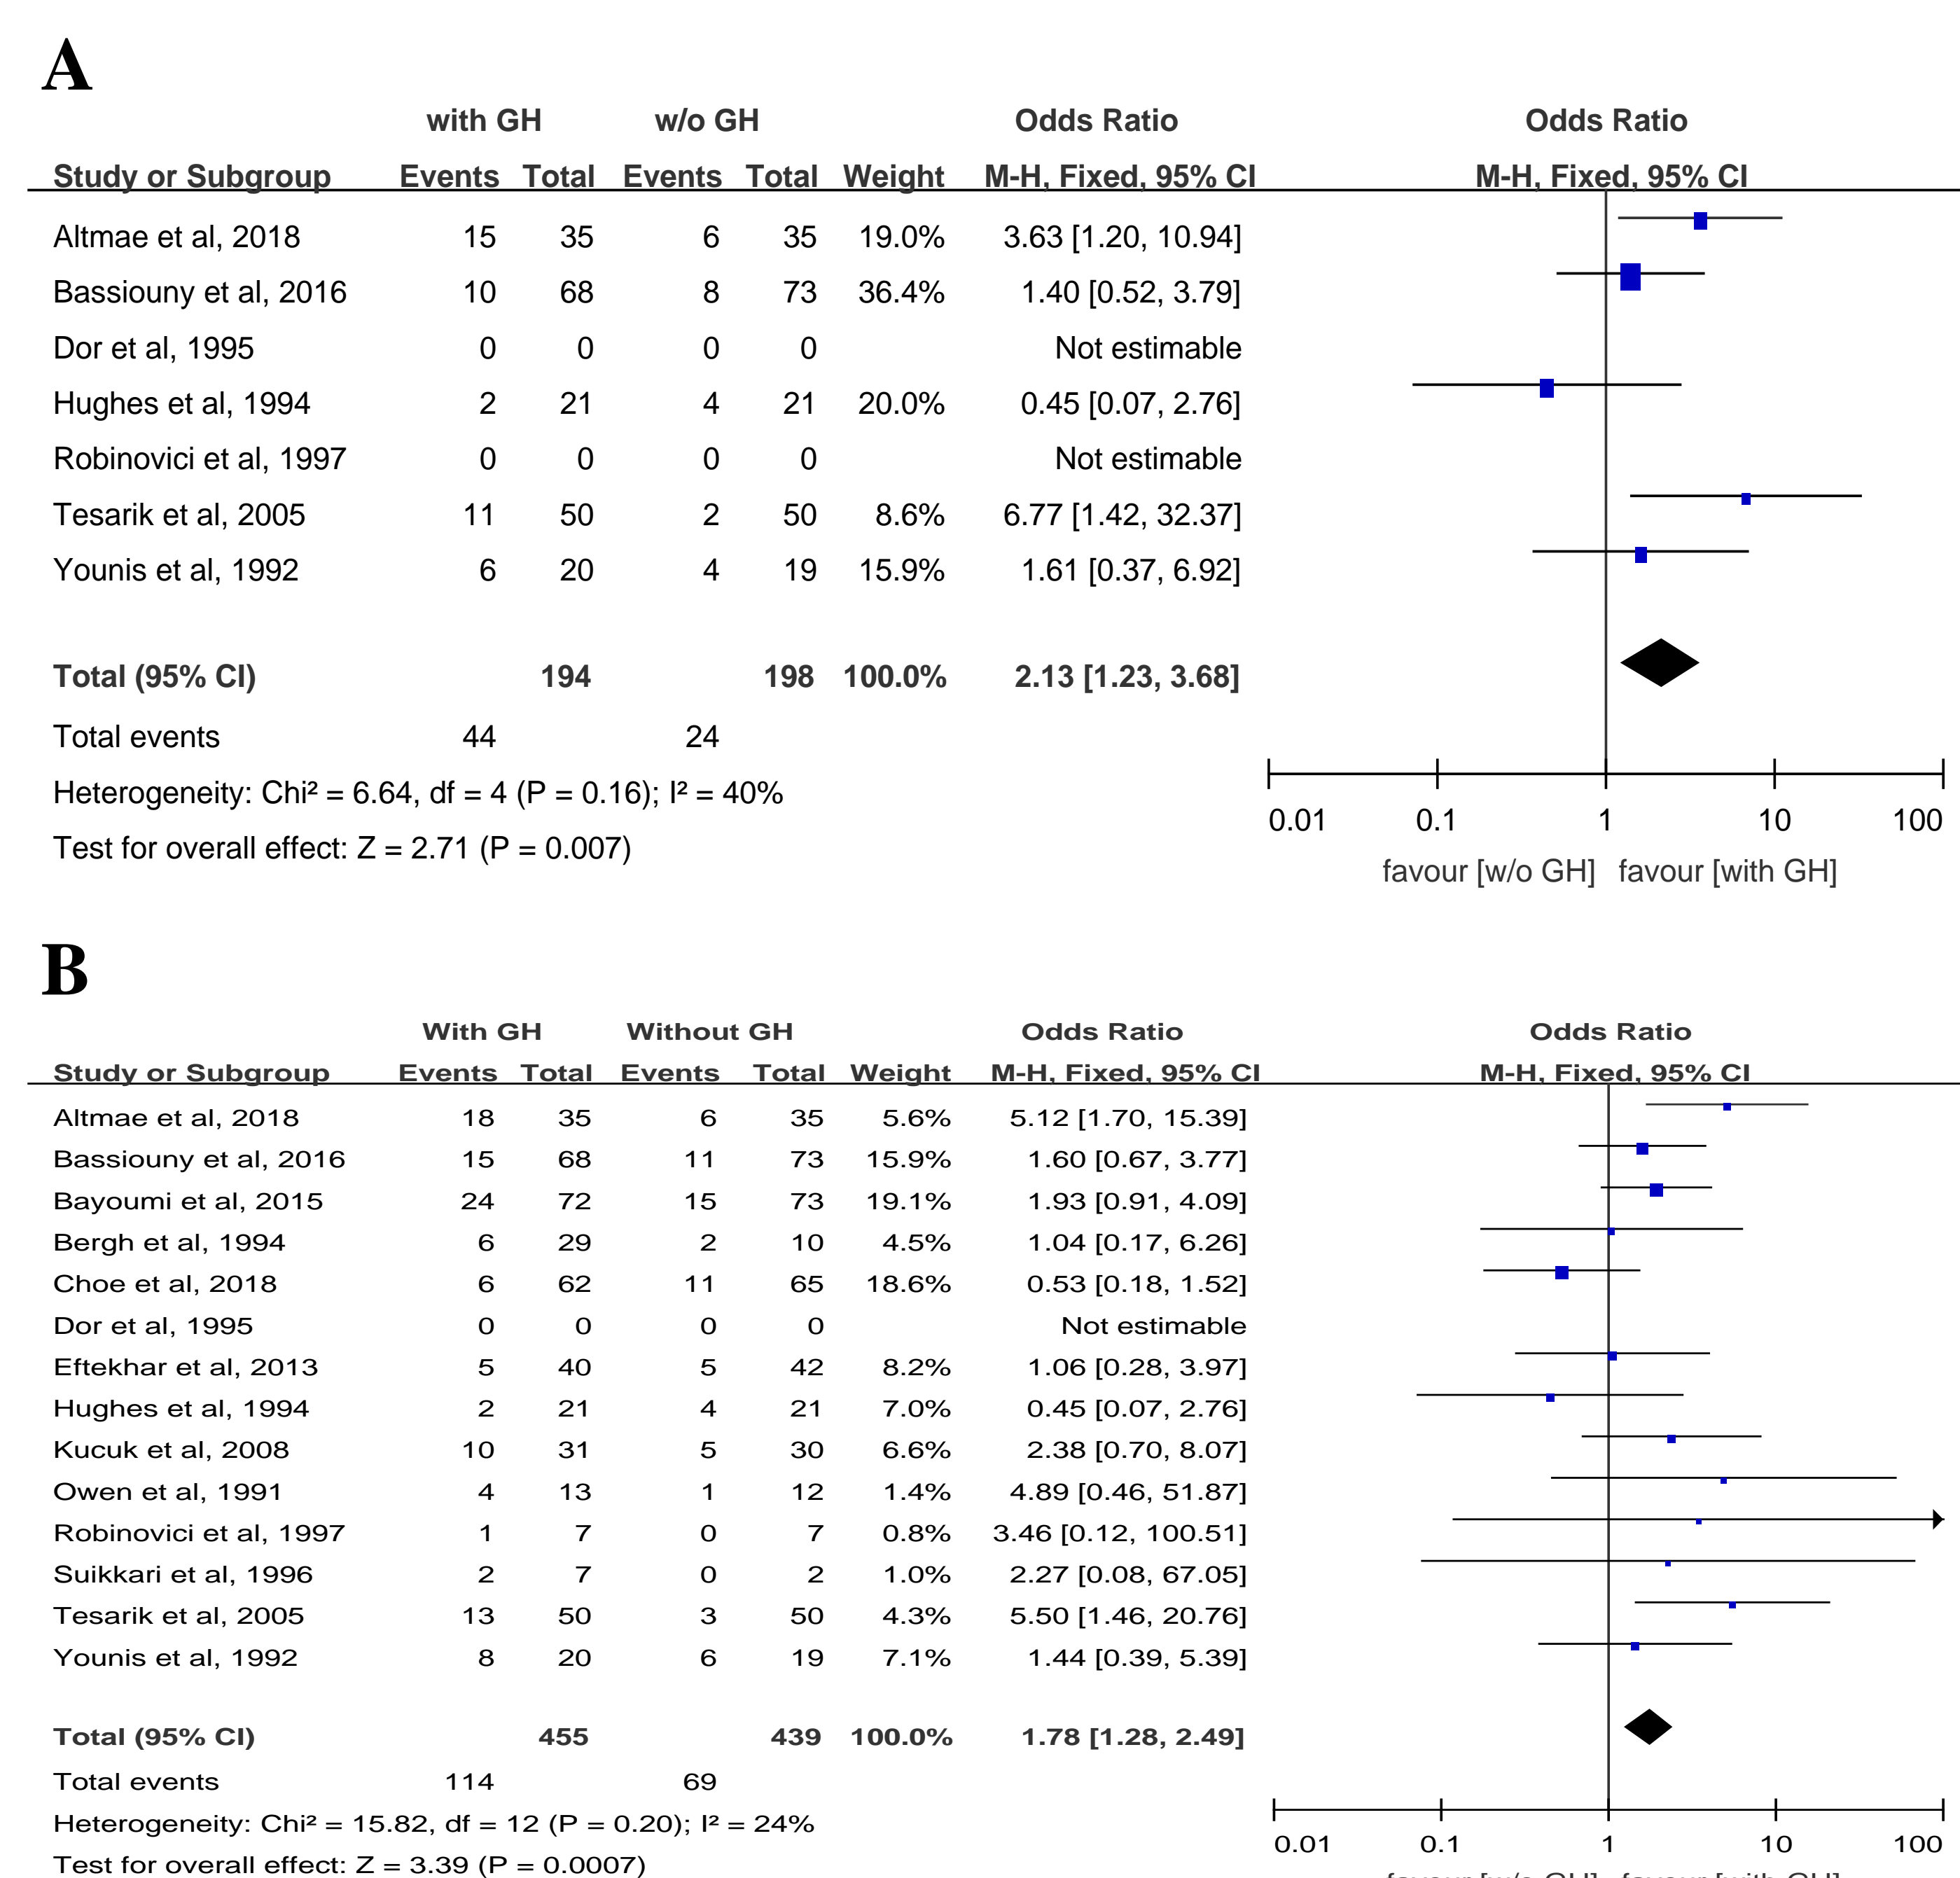 A
with GH w/o GH Odds Ratio Odds Ratio
Study or Subgroup Events Total Events Total Weight M-H, Fixed, 95% CI M-H, Fixed, 95% CI
Altmae et al, 2018 15 35 6 35 19.0% 3.63 [1.20, 10.94]
Bassiouny et al, 2016 10 68 8 73 36.4% 1.40 [0.52, 3.79]
Dor et al, 1995 0 0 0 0 Not estimable
Hughes et al, 1994 2 21 4 21 20.0% 0.45 [0.07, 2.76]
Robinovici et al, 1997 0 0 0 0 Not estimable
Tesarik et al, 2005 11 50 2 50 8.6% 6.77 [1.42, 32.37]
Younis et al, 1992 6 20 4 19 15.9% 1.61 [0.37, 6.92]
Total (95% CI) 194 198 100.0% 2.13 [1.23, 3.68]
Total events 44 24
Heterogeneity: Chi² = 6.64, df = 4 (P = 0.16); I² = 40%
Test for overall effect: Z = 2.71 (P = 0.007)
0.01 0.1 1 10 100
favour [w/o GH] favour [with GH]
B
With GH Without GH Odds Ratio Odds Ratio
Study or Subgroup Events Total Events Total Weight M-H, Fixed, 95% CI M-H, Fixed, 95% CI
Altmae et al, 2018 18 35 6 35 5.6% 5.12 [1.70, 15.39]
Bassiouny et al, 2016 15 68 11 73 15.9% 1.60 [0.67, 3.77]
Bayoumi et al, 2015 24 72 15 73 19.1% 1.93 [0.91, 4.09]
Bergh et al, 1994 6 29 2 10 4.5% 1.04 [0.17, 6.26]
Choe et al, 2018 6 62 11 65 18.6% 0.53 [0.18, 1.52]
Dor et al, 1995 0 0 0 0 Not estimable
Eftekhar et al, 2013 5 40 5 42 8.2% 1.06 [0.28, 3.97]
Hughes et al, 1994 2 21 4 21 7.0% 0.45 [0.07, 2.76]
Kucuk et al, 2008 10 31 5 30 6.6% 2.38 [0.70, 8.07]
Owen et al, 1991 4 13 1 12 1.4% 4.89 [0.46, 51.87]
Robinovici et al, 1997 1 7 0 7 0.8% 3.46 [0.12, 100.51]
Suikkari et al, 1996 2 7 0 2 1.0% 2.27 [0.08, 67.05]
Tesarik et al, 2005 13 50 3 50 4.3% 5.50 [1.46, 20.76]
Younis et al, 1992 8 20 6 19 7.1% 1.44 [0.39, 5.39]
Total (95% CI) 455 439 100.0% 1.78 [1.28, 2.49]
Total events 114 69
Heterogeneity: Chi² = 15.82, df = 12 (P = 0.20); I² = 24%
Test for overall effect: Z = 3.39 (P = 0.0007)
0.01 0.1 1 10 100
favour [w/o GH] favour [with GH]